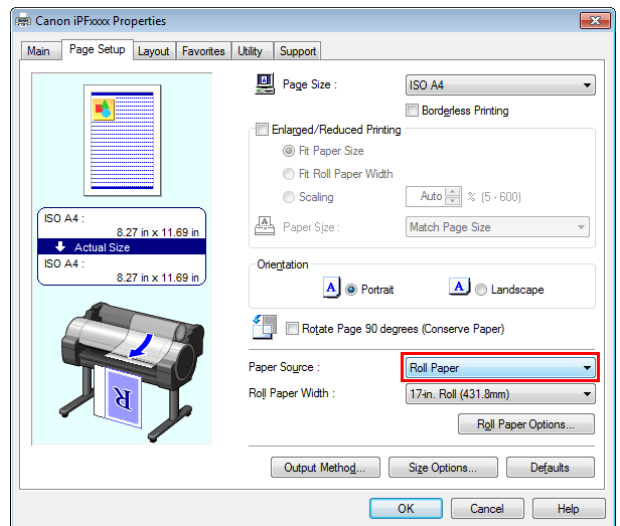 Canon iPFxxxx Properties
Main Page Setup Layout Favorites Utility Support
Page Size : ISO A4
Borderless Printing
Enlarged/Reduced Printing
Fit Paper Size
Fit Roll Paper Width
Scaling Auto % (5 - 600)
Paper Size : Match Page Size
ISO A4 :
8.27 in x 11.69 in
Actual Size
ISO A4 :
8.27 in x 11.69 in
Orientation
A Portrait A Landscape
Rotate Page 90 degrees (Conserve Paper)
Paper Source : Roll Paper
Roll Paper Width : 17-in. Roll (431.8mm)
Roll Paper Options...
R
Output Method... Size Options... Defaults
OK Cancel Help